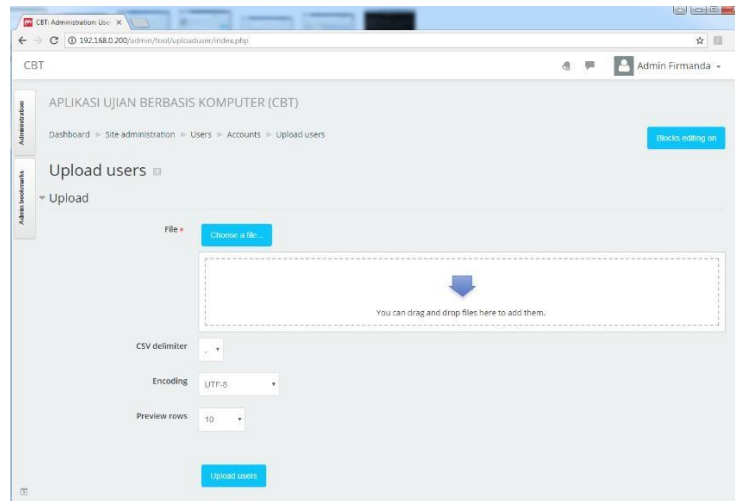 CBT: Administration: Use
192.168.0.200/admin/tool/uploaduser/index.php
CBT
Admin Firmanda
APLIKASI UJIAN BERBASIS KOMPUTER (CBT)
Dashboard
Site administration
Users
Accounts
Upload users
Blocks editing on
Administration
Admin bookmarks
Upload users
Upload
File
Choose a file...
You can drag and drop files here to add them.
CSV delimiter
,
Encoding
UTF-8
Preview rows
10
Upload users